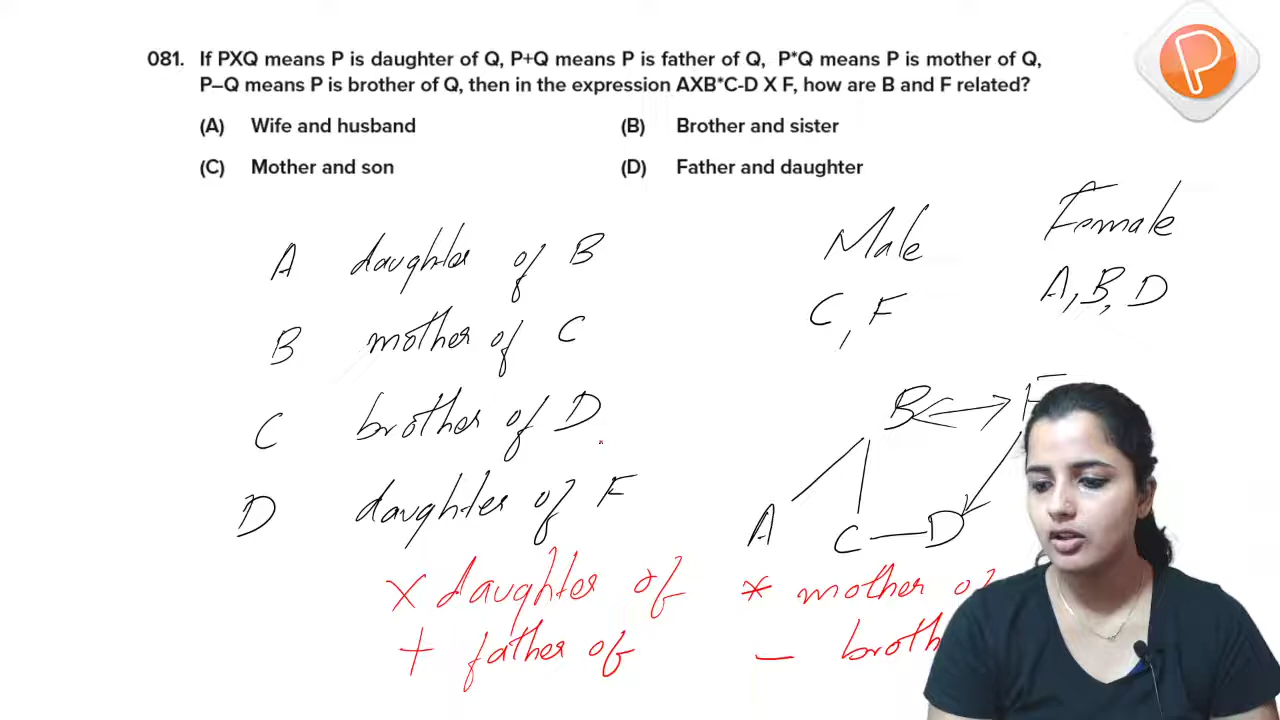 081. If PXQ means P is daughter of Q, P+Q means P is father of Q, P*Q means P is mother of Q,
P–Q means P is brother of Q, then in the expression AXB*C-D X F, how are B and F related?
(A) Wife and husband
(B) Brother and sister
(C) Mother and son
(D) Father and daughter
Male
Female
C, F
A, B, D
A daughter of B
B mother of C
C brother of D
D daughter of F
B F
A C D
× daughter of
* mother of
+ father of
– broth
P